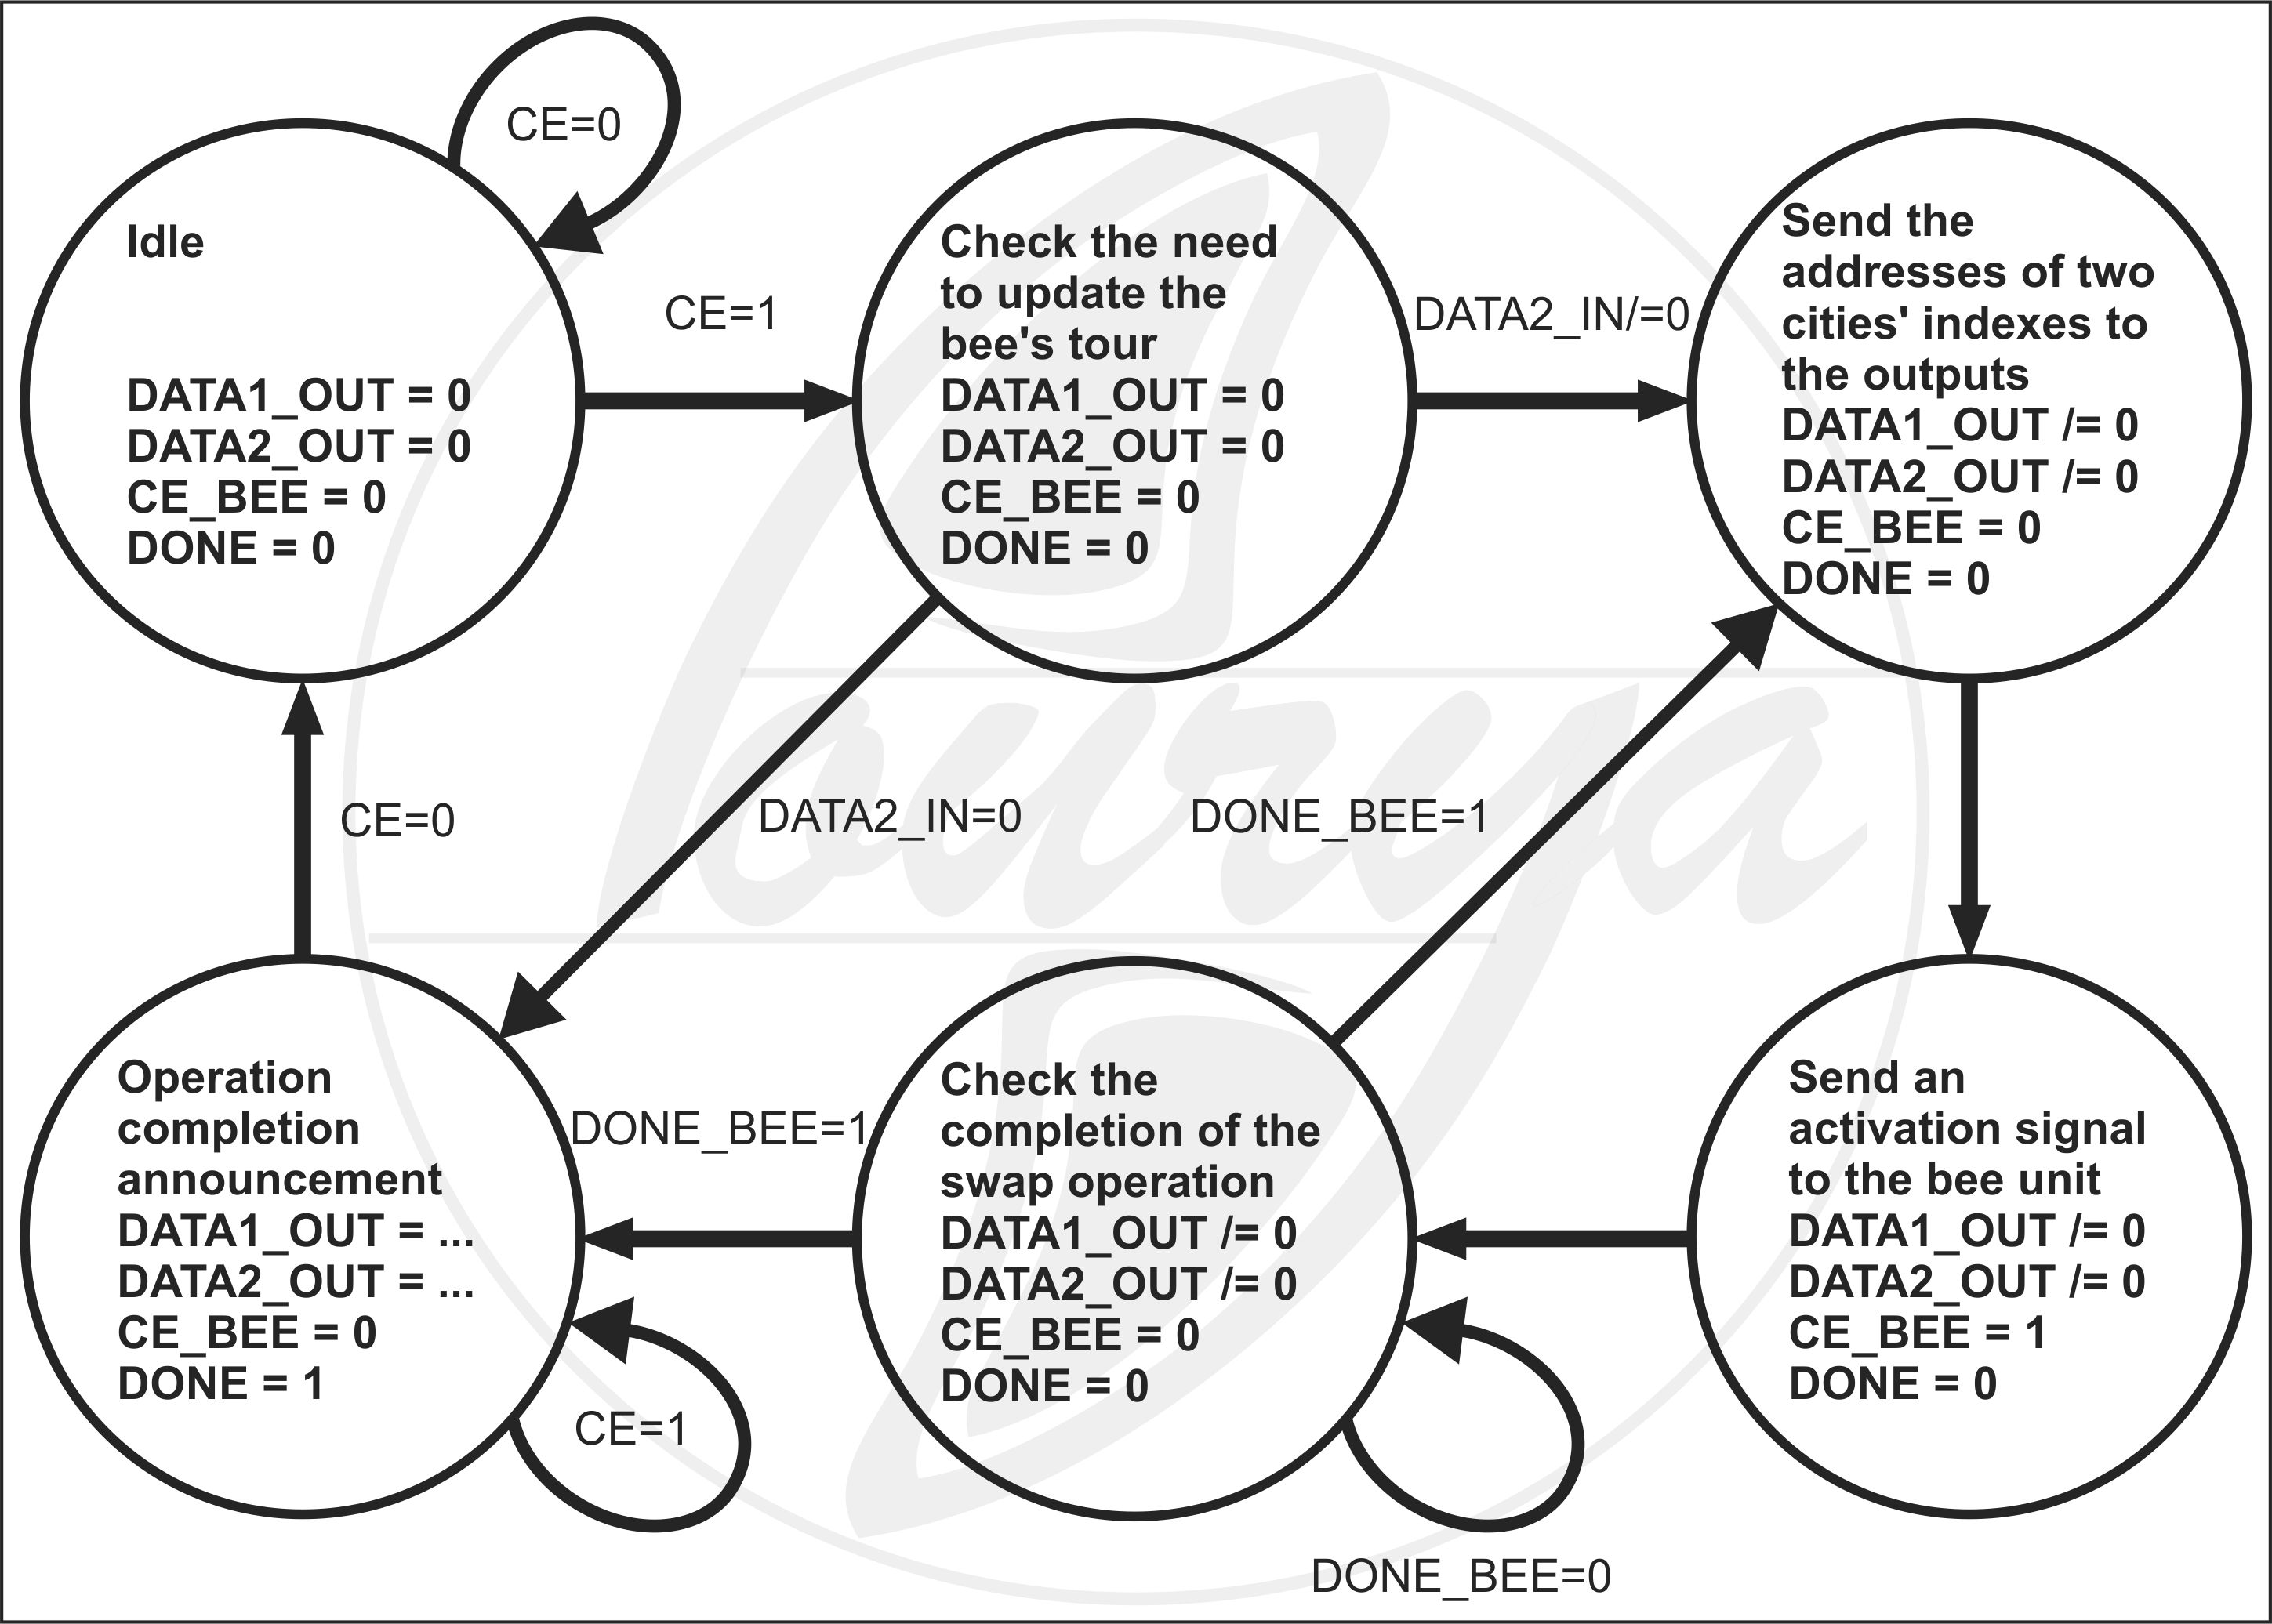 CE=0
Idle
DATA1_OUT = 0
DATA2_OUT = 0
CE_BEE = 0
DONE = 0
CE=1
Check the need
to update the
bee's tour
DATA1_OUT = 0
DATA2_OUT = 0
CE_BEE = 0
DONE = 0
DATA2_IN/=0
Send the
addresses of two
cities' indexes to
the outputs
DATA1_OUT /= 0
DATA2_OUT /= 0
CE_BEE = 0
DONE = 0
CE=0
DATA2_IN=0
DONE_BEE=1
Operation
completion
announcement
DATA1_OUT = ...
DATA2_OUT = ...
CE_BEE = 0
DONE = 1
CE=1
DONE_BEE=1
Check the
completion of the
swap operation
DATA1_OUT /= 0
DATA2_OUT /= 0
CE_BEE = 0
DONE = 0
DONE_BEE=0
Send an
activation signal
to the bee unit
DATA1_OUT /= 0
DATA2_OUT /= 0
CE_BEE = 1
DONE = 0